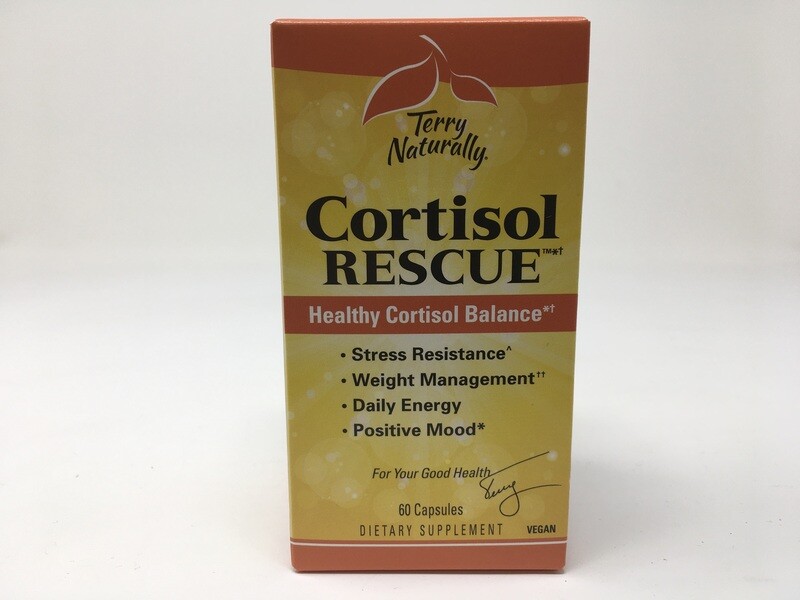 Terry
Naturally.
Cortisol
RESCUE™*†
Healthy Cortisol Balance*†
• Stress Resistance^
• Weight Management††
• Daily Energy
• Positive Mood*
For Your Good Health,
Terry
60 Capsules
DIETARY SUPPLEMENT VEGAN